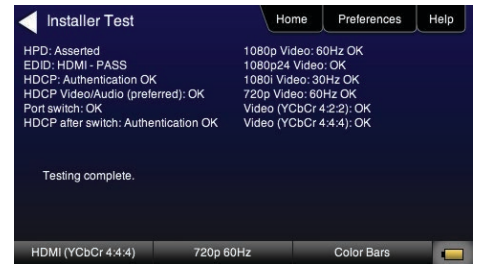 Installer Test
Home
Preferences
Help
HPD: Asserted
EDID: HDMI - PASS
HDCP: Authentication OK
HDCP Video/Audio (preferred): OK
Port switch: OK
HDCP after switch: Authentication OK
1080p Video: 60Hz OK
1080p24 Video: OK
1080i Video: 30Hz OK
720p Video: 60Hz OK
Video (YCbCr 4:2:2): OK
Video (YCbCr 4:4:4): OK
Testing complete.
HDMI (YCbCr 4:4:4)
720p 60Hz
Color Bars